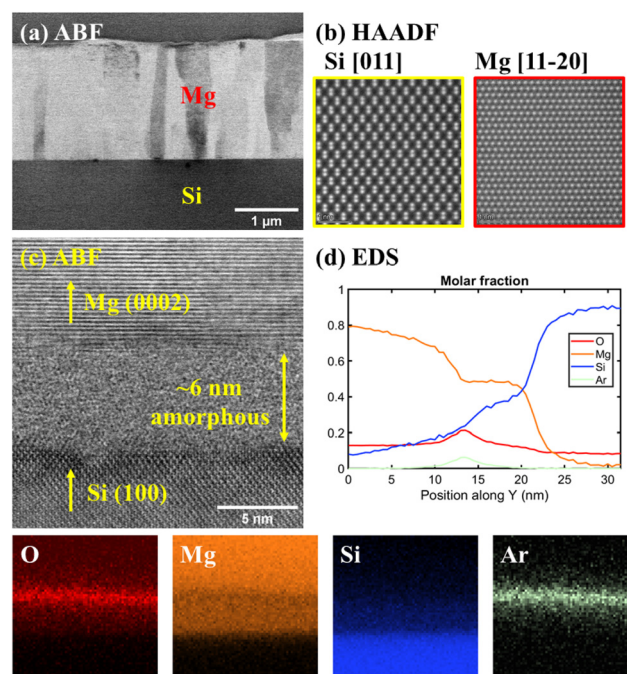 (a) ABF
Mg
Si
1 μm
(b) HAADF
Si [011]
Mg [11-20]
(c) ABF
Mg (0002)
~6 nm
amorphous
Si (100)
5 nm
(d) EDS
Molar fraction
1
0.8
0.6
0.4
0.2
0
O
Mg
Si
Ar
0 5 10 15 20 25 30
Position along Y (nm)
O
Mg
Si
Ar